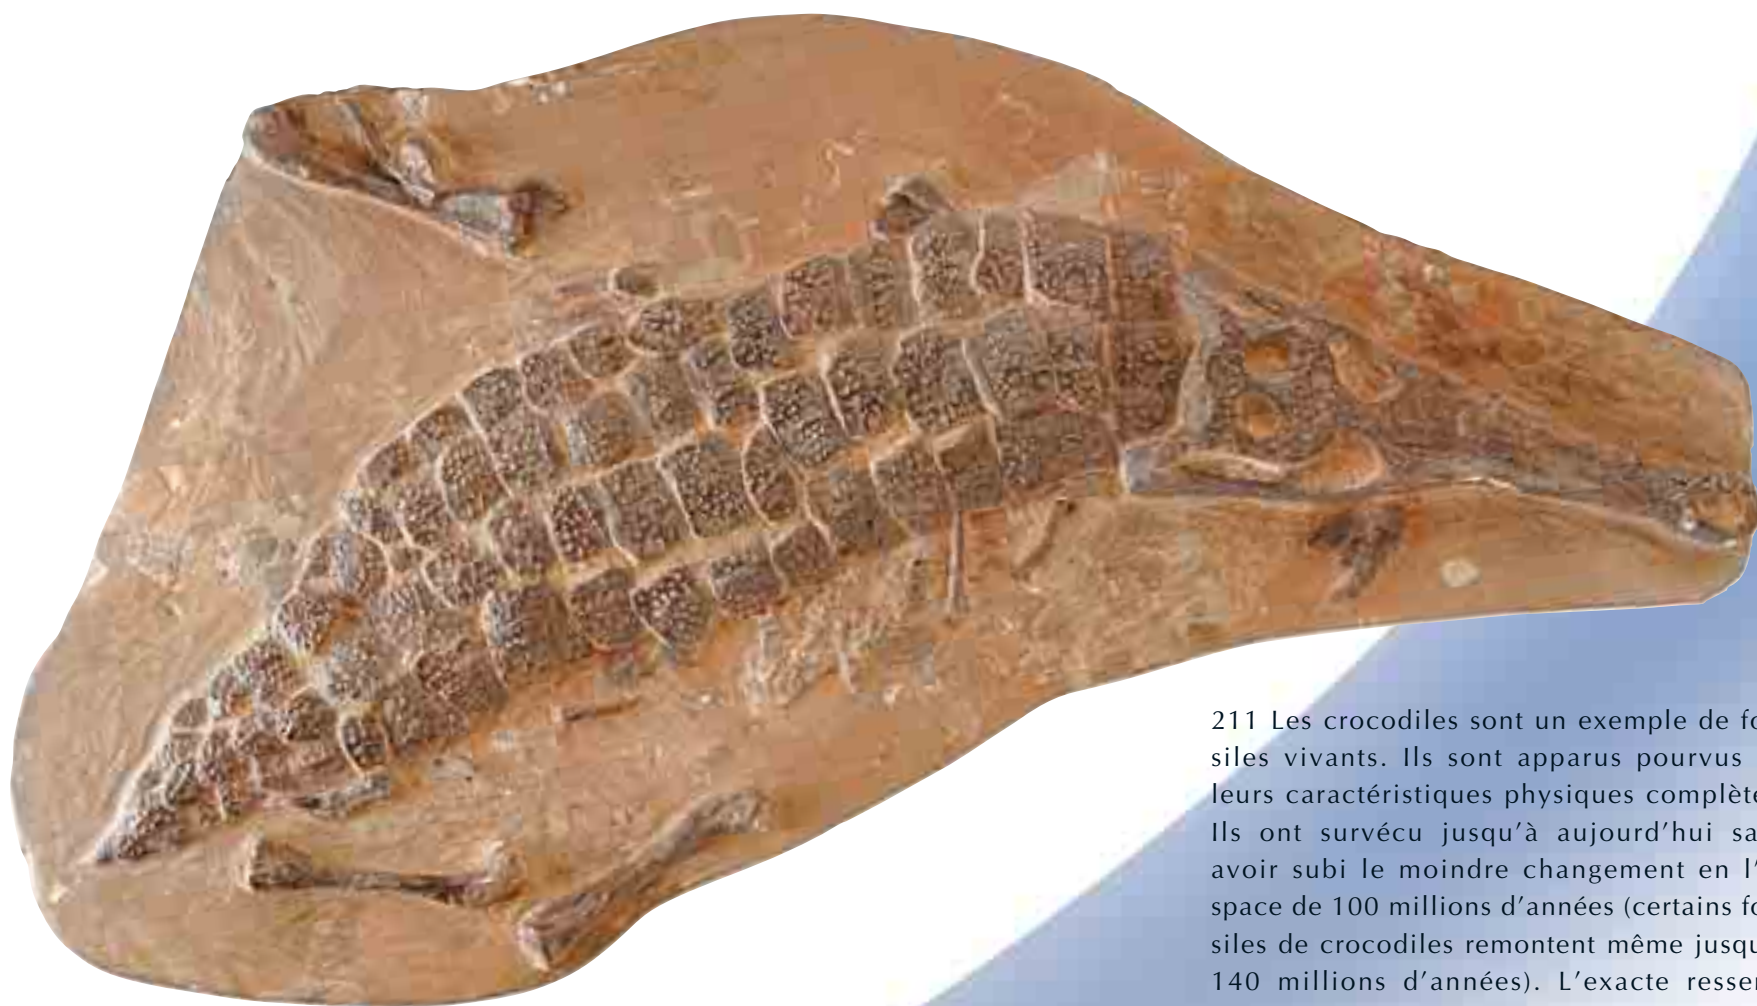 211 Les crocodiles sont un exemple de fo
siles vivants. Ils sont apparus pourvus
leurs caractéristiques physiques complète
Ils ont survécu jusqu’à aujourd’hui sa
avoir subi le moindre changement en l’
space de 100 millions d’années (certains fo
siles de crocodiles remontent même jusqu
140 millions d’années). L’exacte resse